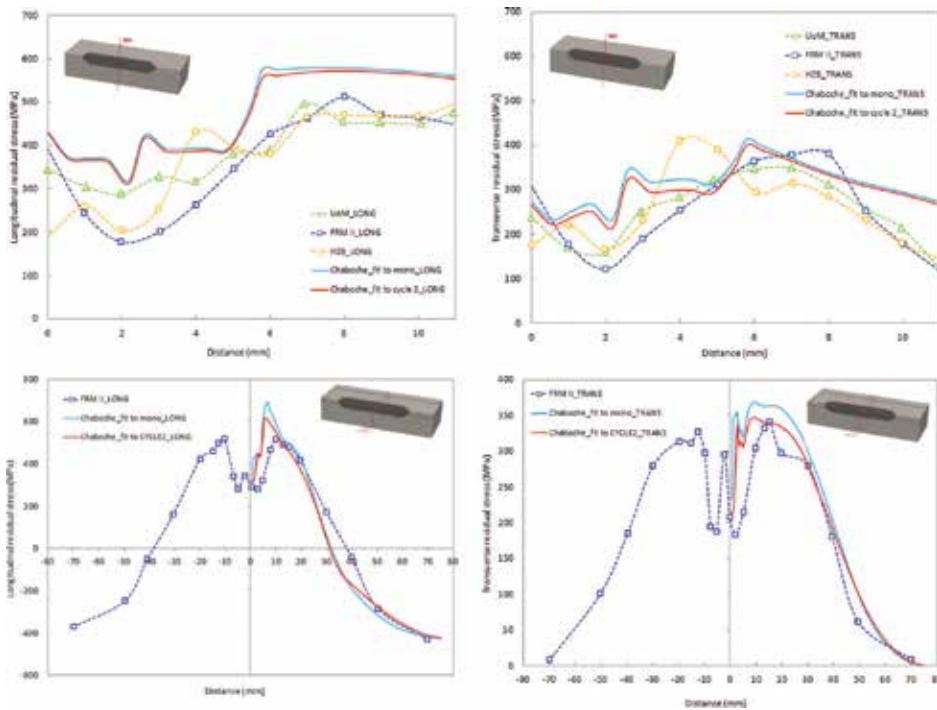 Longitudinal residual stress(MPa)
700
600
500
400
300
200
100
0
0 2 4 6 8 10
Distance (mm)
UoM_LONG
FRM II_LONG
HZB_LONG
Chaboche_fit to mono_LONG
Chaboche_fit to cycle 2_LONG
Transverse residual stress(MPa)
700
600
500
400
300
200
100
0
0 2 4 6 8 10
Distance (mm)
UoM_TRANS
FRM II_TRANS
HZB_TRANS
Chaboche_fit to mono_TRANS
Chaboche_fit to cycle 2_TRANS
Longitudinal residual stress(MPa)
800
600
400
200
0
-200
-400
-600
-80 -70 -60 -50 -40 -30 -20 -10 0 10 20 30 40 50 60 70 80
Distance (mm)
FRM II_LONG
Chaboche_fit to mono_LONG
Chaboche_fit to CYCLE2_LONG
Transverse residual stress(MPa)
400
350
300
250
200
150
100
50
0
-90 -80 -70 -60 -50 -40 -30 -20 -10 0 10 20 30 40 50 60 70
Distance (mm)
FRM II_TRANS
Chaboche_fit to mono_TRANS
Chaboche_fit to CYCLE2_TRANS